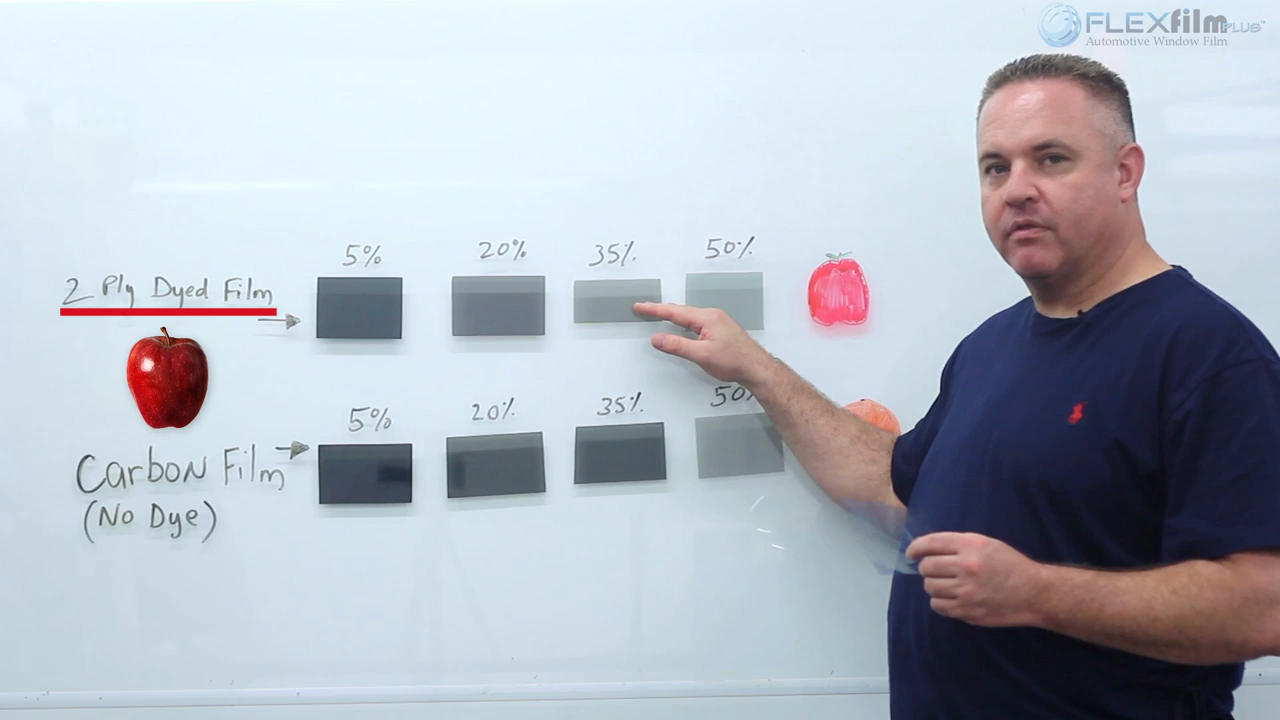 FLEXfilm PLUS™
Automotive Window Film
5% 20% 35% 50%
2 Ply Dyed Film
5% 20% 35% 50%
Carbon Film
(No Dye)